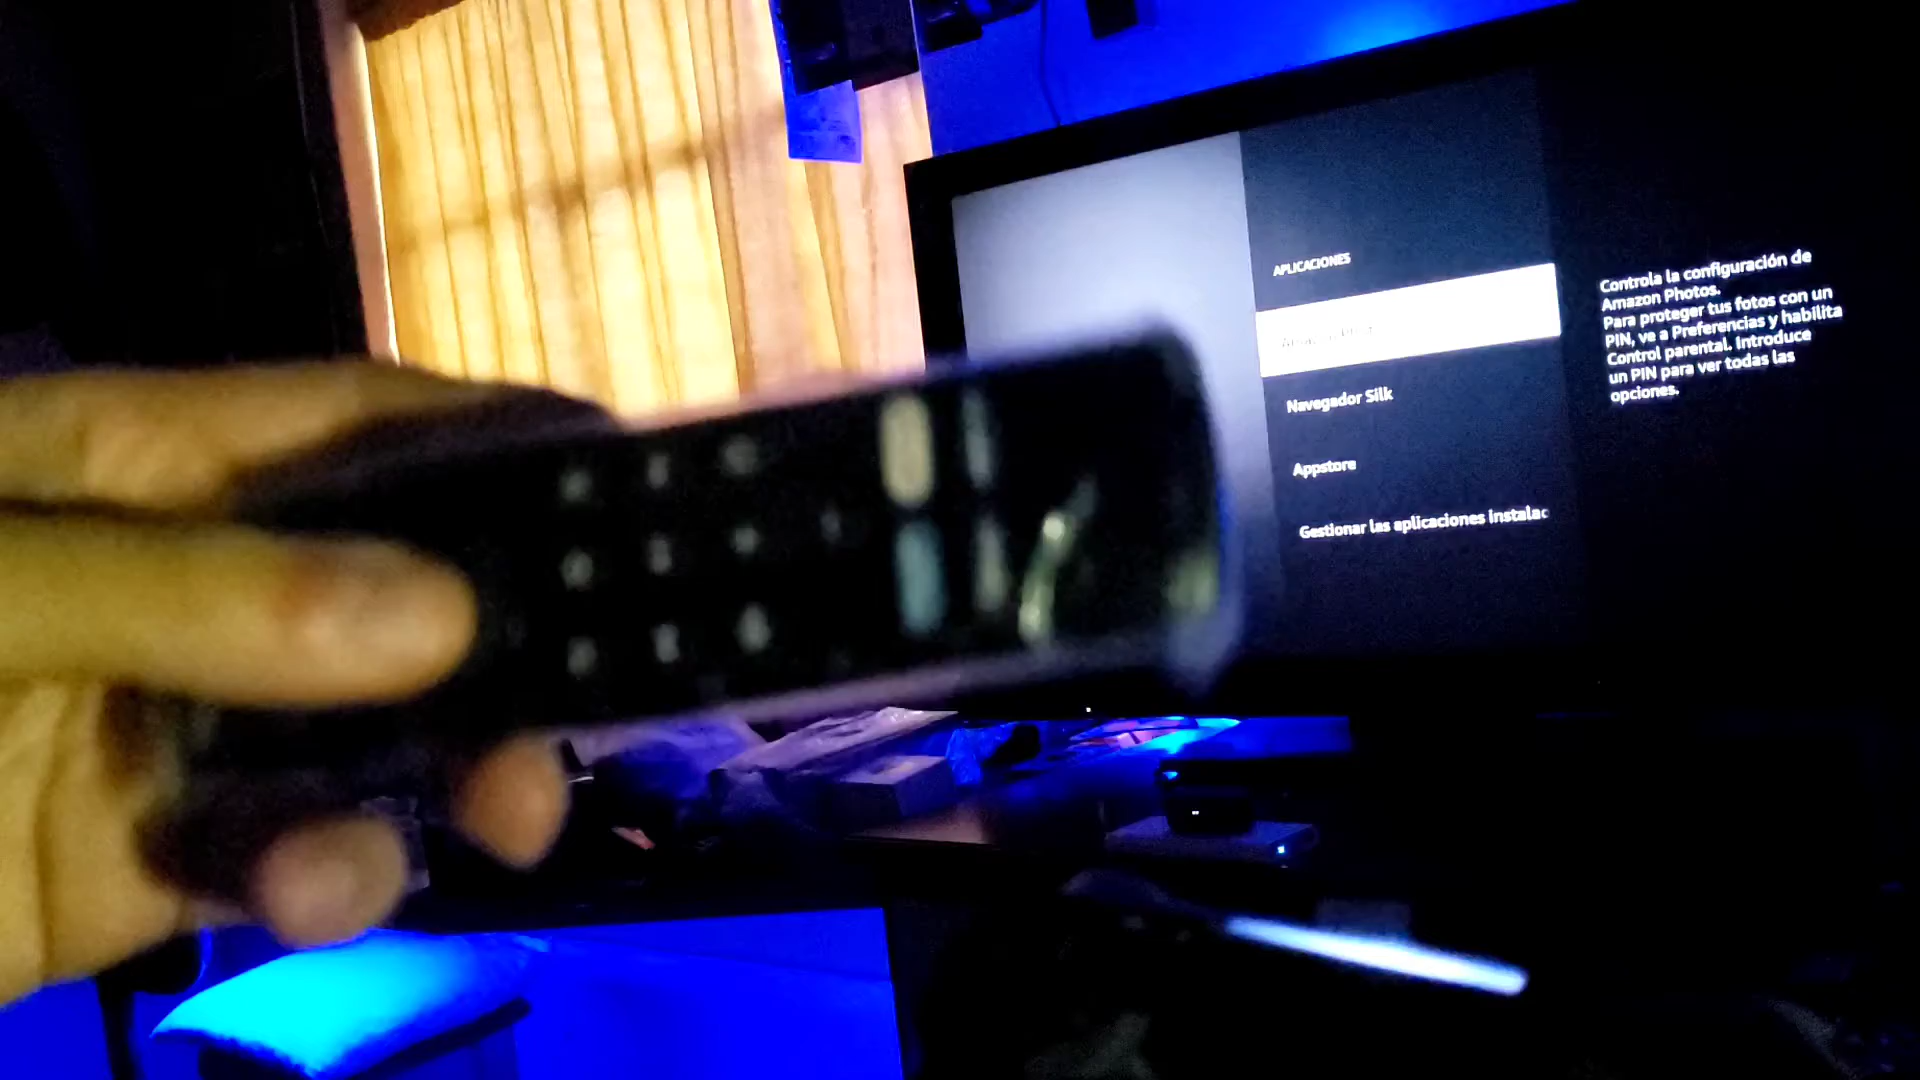 APLICACIONES
Navegador Silk
Appstore
Gestionar las aplicaciones instalac
Controla la configuración de
Amazon Photos.
Para proteger tus fotos con un
PIN, ve a Preferencias y habilita
Control parental. Introduce
un PIN para ver todas las
opciones.